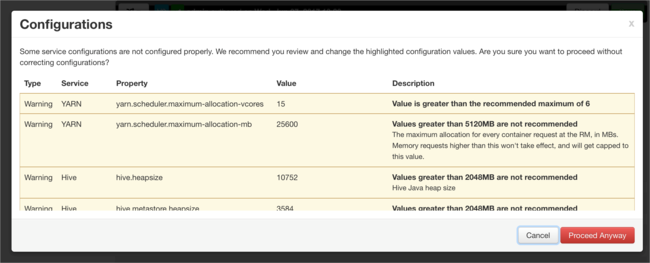 Configurations
x
Some service configurations are not configured properly. We recommend you review and change the highlighted configuration values. Are you sure you want to proceed without
correcting configurations?
Type Service Property Value Description
Warning YARN yarn.scheduler.maximum-allocation-vcores 15 Value is greater than the recommended maximum of 6
Warning YARN yarn.scheduler.maximum-allocation-mb 25600 Values greater than 5120MB are not recommended
The maximum allocation for every container request at the RM, in MBs.
Memory requests higher than this won't take effect, and will get capped to
this value.
Warning Hive hive.heapsize 10752 Values greater than 2048MB are not recommended
Hive Java heap size
Warning Hive hive.metastore.heapsize 3584 Values greater than 2048MB are not recommended
Cancel Proceed Anyway